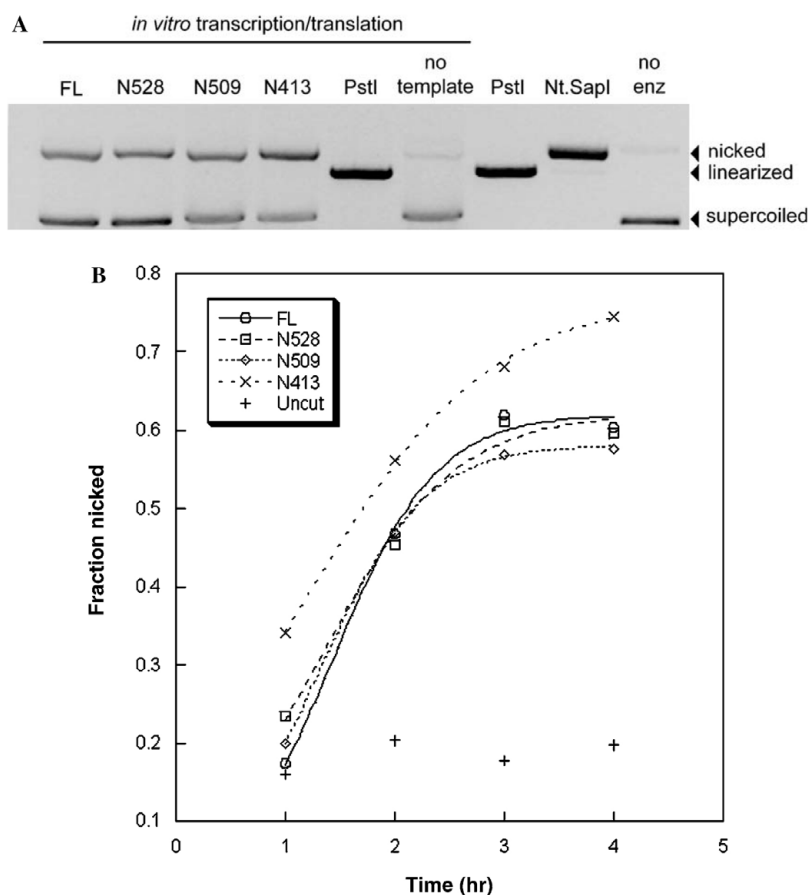 A
in vitro transcription/translation
FL N528 N509 N413 PstI no template PstI Nt.SapI no enz
nicked
linearized
supercoiled
B
0.8
0.7
0.6
0.5
0.4
0.3
0.2
0.1
Fraction nicked
FL
N528
N509
N413
Uncut
0 1 2 3 4 5
Time (hr)